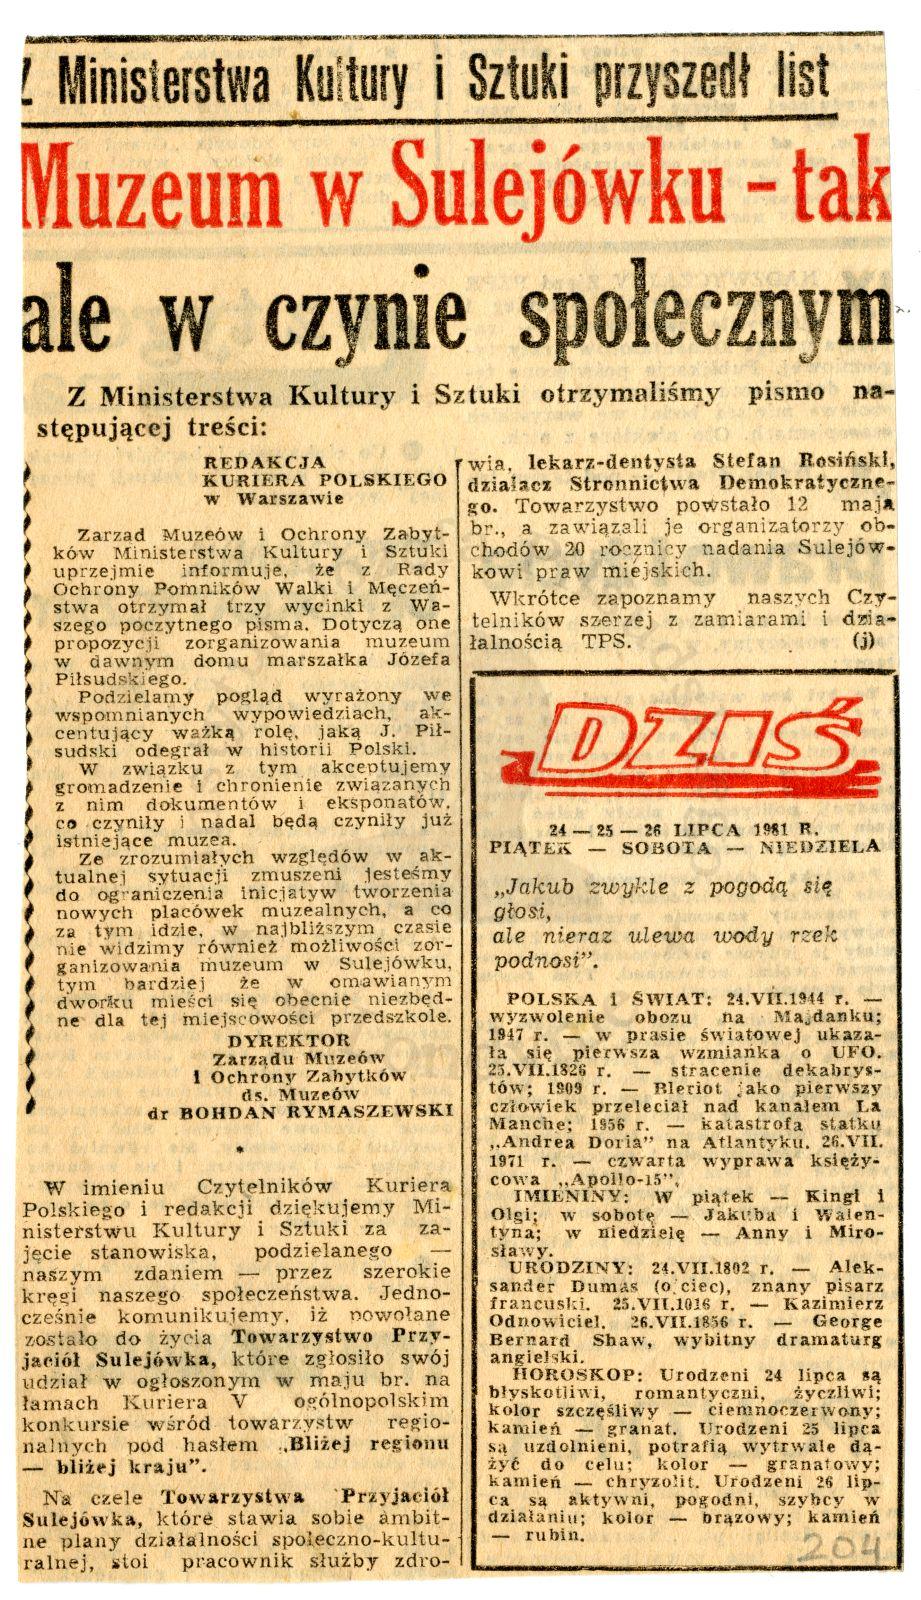 Z Ministerstwa Kultury i Sztuki przyszedł list
Muzeum w Sulejówku – tak
ale w czynie społecznym
Z Ministerstwa Kultury i Sztuki otrzymaliśmy pismo na-
stępującej treści:
REDAKCJA
KURIERA POLSKIEGO
w Warszawie
Zarzad Muzeów i Ochrony Zabyt-
ków Ministerstwa Kultury i Sztuki
uprzejmie informuje, że z Rady
Ochrony Pomników Walki i Męczeń-
stwa otrzymał trzy wycinki z Wa-
szego poczytnego pisma. Dotyczą one
propozycji zorganizowania muzeum
w dawnym domu marszałka Józefa
Piłsudskiego.
Podzielamy pogląd wyrażony we
wspomnianych wypowiedziach, ak-
centujący ważką rolę, jaką J. Pił-
sudski odegrał w historii Polski.
W związku z tym akceptujemy
gromadzenie i chronienie związanych
z nim dokumentów i eksponatów,
co czyniły i nadal będą czyniły już
istniejące muzea.
Ze zrozumiałych względów w ak-
tualnej sytuacji zmuszeni jesteśmy
do ograniczenia inicjatyw tworzenia
nowych placówek muzealnych, a co
za tym idzie, w najbliższym czasie
nie widzimy również możliwości zor-
ganizowania muzeum w Sulejówku,
tym bardziej że w omawianym
dworku mieści się obecnie niezbęd-
ne dla tej miejscowości przedszkole.
DYREKTOR
Zarządu Muzeów
i Ochrony Zabytków
ds. Muzeów
dr BOHDAN RYMASZEWSKI
*
W imieniu Czytelników Kuriera
Polskiego i redakcji dziękujemy Mi-
nisterstwu Kultury i Sztuki za za-
jęcie stanowiska, podzielanego —
naszym zdaniem — przez szerokie
kręgi naszego społeczeństwa. Jedno-
cześnie komunikujemy, iż powołane
zostało do życia Towarzystwo Przy-
jaciół Sulejówka, które zgłosiło swój
udział w ogłoszonym w maju br. na
łamach Kuriera V ogólnopolskim
konkursie wśród towarzystw regio-
nalnych pod hasłem „Bliżej regionu
— bliżej kraju".
Na czele Towarzystwa Przyjaciół
Sulejówka, które stawia sobie ambit-
ne plany działalności społeczno-kultu-
ralnej, stoi pracownik służby zdro-
wia, lekarz-dentysta Stefan Rosiński,
działacz Stronnictwa Demokratyczne-
go. Towarzystwo powstało 12 maja
br., a zawiązali je organizatorzy ob-
chodów 20 rocznicy nadania Sulejów-
kowi praw miejskich.
Wkrótce zapoznamy naszych Czy-
telników szerzej z zamiarami i dzia-
łalnością TPS. (j)
DZIŚ
24 — 25 — 26 LIPCA 1981 R.
PIĄTEK — SOBOTA — NIEDZIELA
„Jakub zwykle z pogodą się
głosi,
ale nieraz ulewa wody rzek
podnosi".
POLSKA I ŚWIAT: 24.VII.1944 r. —
wyzwolenie obozu na Majdanku;
1947 r. — w prasie światowej ukaza-
ła się pierwsza wzmianka o UFO.
25.VII.1826 r. — stracenie dekabrys-
tów; 1909 r. — Bleriot jako pierwszy
człowiek przeleciał nad kanałem La
Manche; 1956 r. — katastrofa statku
„Andrea Doria" na Atlantyku. 26.VII.
1971 r. — czwarta wyprawa księży-
cowa „Apollo-15".
IMIENINY: W piątek — Kingi i
Olgi; w sobotę — Jakuba i Walen-
tyna; w niedzielę — Anny i Miro-
sławy.
URODZINY: 24.VII.1802 r. — Alek-
sander Dumas (ojciec), znany pisarz
francuski. 25.VII.1016 r. — Kazimierz
Odnowiciel. 26.VII.1856 — George
Bernard Shaw, wybitny dramaturg
angielski.
HOROSKOP: Urodzeni 24 lipca są
błyskotliwi, romantyczni, życzliwi;
kolor szczęśliwy — ciemnoczerwony;
kamień — granat. Urodzeni 25 lipca
są uzdolnieni, potrafią wytrwale dą-
żyć do celu; kolor — granatowy;
kamień — chryzolit. Urodzeni 26 lip-
ca są aktywni, pogodni, szybcy w
działaniu; kolor — brązowy; kamień
— rubin.
204